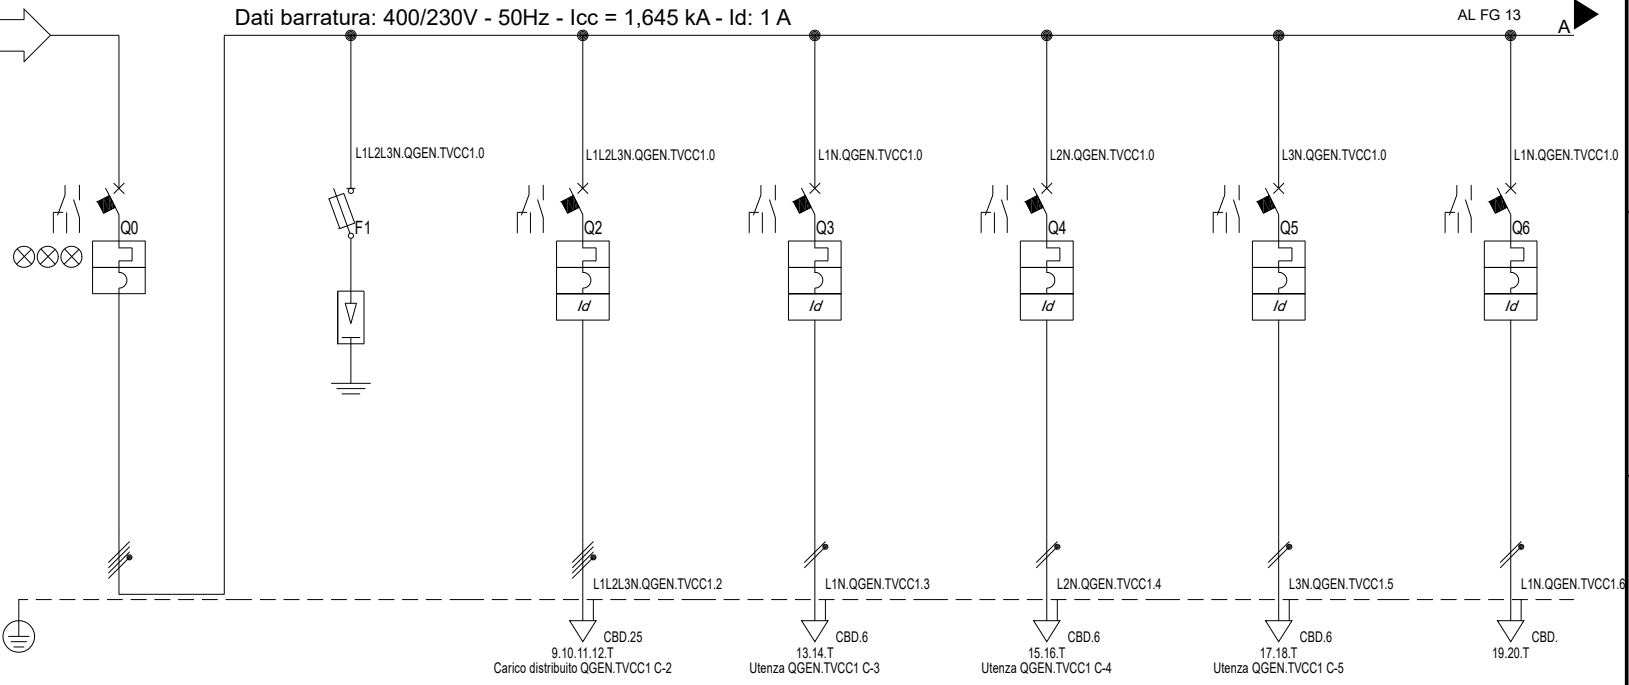 Dati barratura: 400/230V - 50Hz - Icc = 1,645 kA - Id: 1 A
AL FG 13
A
L1L2L3N.QGEN.TVCC1.0
L1L2L3N.QGEN.TVCC1.0
L1N.QGEN.TVCC1.0
L2N.QGEN.TVCC1.0
L3N.QGEN.TVCC1.0
L1N.QGEN.TVCC1.0
Q0
F1
Q2
Q3
Q4
Q5
Q6
Id
Id
Id
Id
Id
L1L2L3N.QGEN.TVCC1.2
L1N.QGEN.TVCC1.3
L2N.QGEN.TVCC1.4
L3N.QGEN.TVCC1.5
L1N.QGEN.TVCC1.6
CBD.25
CBD.6
CBD.6
CBD.6
CBD.
9.10.11.12.T
13.14.T
15.16.T
17.18.T
19.20.T
Carico distribuito QGEN.TVCC1 C-2
Utenza QGEN.TVCC1 C-3
Utenza QGEN.TVCC1 C-4
Utenza QGEN.TVCC1 C-5